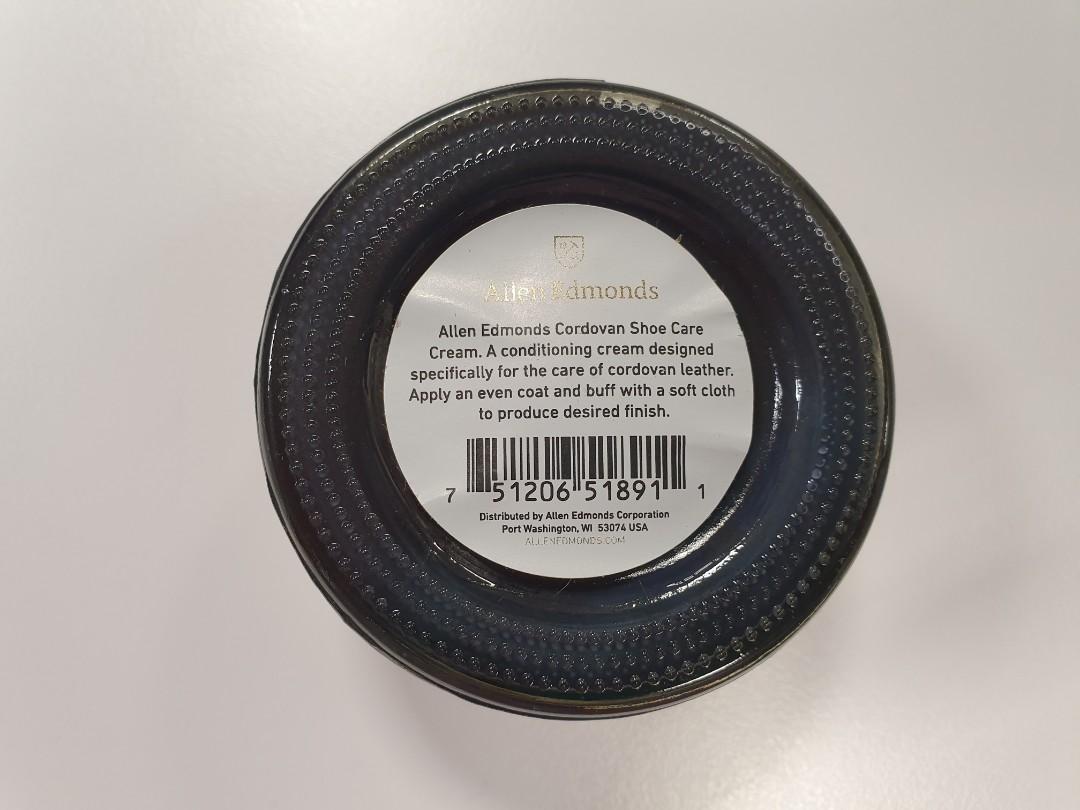 Allen Edmonds
Allen Edmonds Cordovan Shoe Care
Cream. A conditioning cream designed
specifically for the care of cordovan leather.
Apply an even coat and buff with a soft cloth
to produce desired finish.
7 51206 51891 1
Distributed by Allen Edmonds Corporation
Port Washington, WI 53074 USA
ALLENEDMONDS.COM